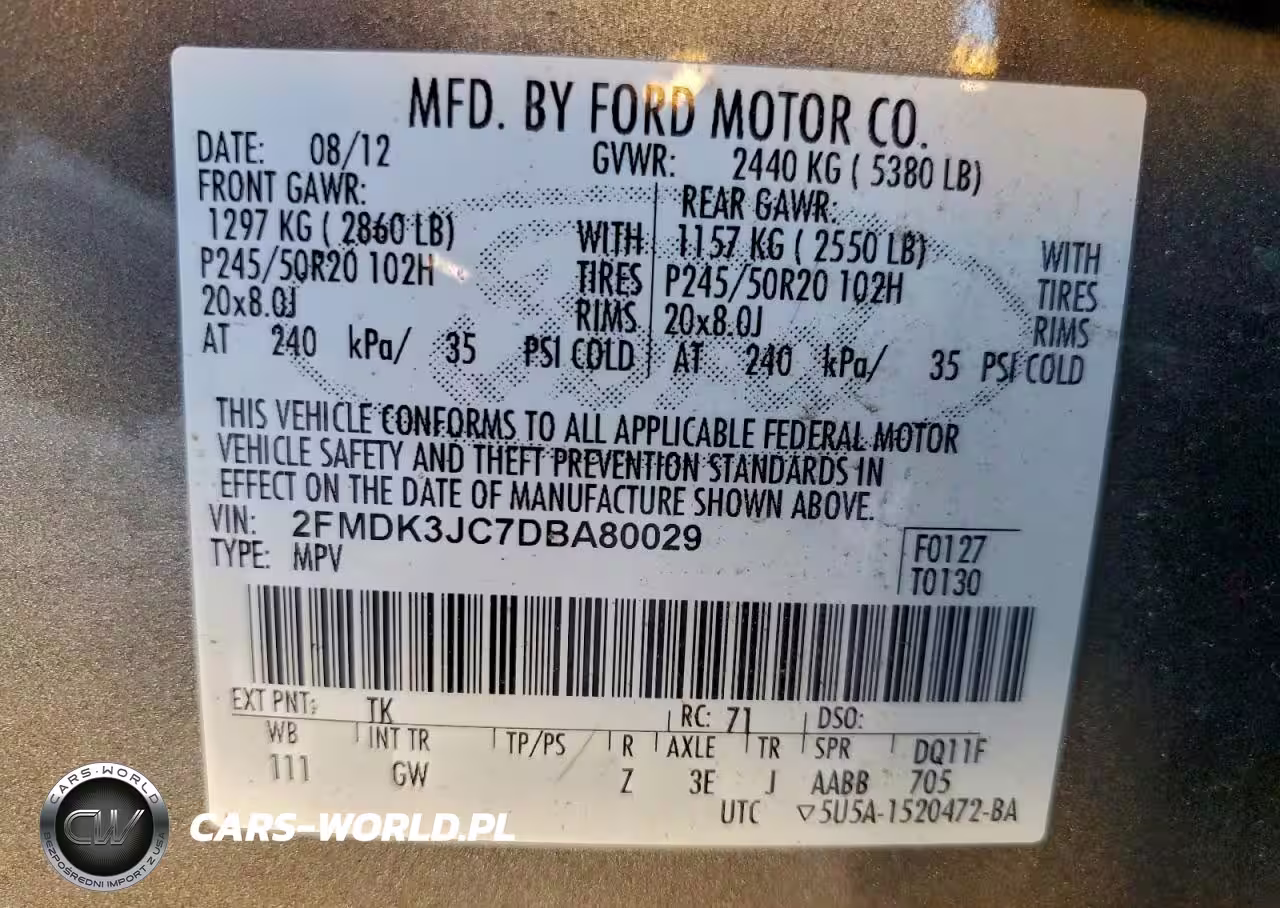 MFD. BY FORD MOTOR CO.
DATE: 08/12 GVWR: 2440 KG ( 5380 LB)
FRONT GAWR: REAR GAWR:
1297 KG ( 2860 LB) WITH 1157 KG ( 2550 LB) WITH
P245/50R20 102H TIRES P245/50R20 102H TIRES
20x8.0J RIMS 20x8.0J RIMS
AT 240 kPa/ 35 PSI COLD AT 240 kPa/ 35 PSI COLD
THIS VEHICLE CONFORMS TO ALL APPLICABLE FEDERAL MOTOR
VEHICLE SAFETY AND THEFT PREVENTION STANDARDS IN
EFFECT ON THE DATE OF MANUFACTURE SHOWN ABOVE.
VIN: 2FMDK3JC7DBA80029
TYPE: MPV
F0127
T0130
EXT PNT: TK RC: 71 DSO:
WB INT TR TP/PS R AXLE TR SPR DQ11F
111 GW Z 3E J AABB 705
UTC ▽5U5A-1520472-BA
CARS-WORLD
CW
BEZPOŚREDNI IMPORT Z USA
CARS-WORLD.PL